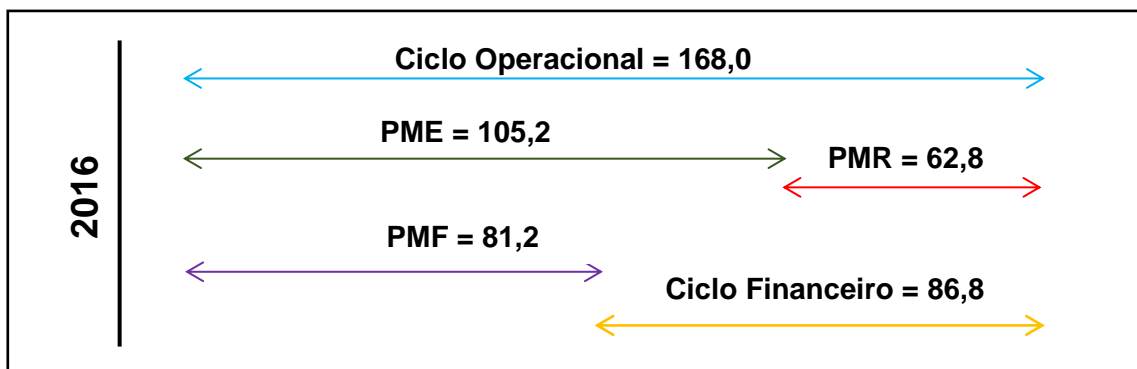 2016
Ciclo Operacional = 168,0
PME = 105,2
PMR = 62,8
PMF = 81,2
Ciclo Financeiro = 86,8